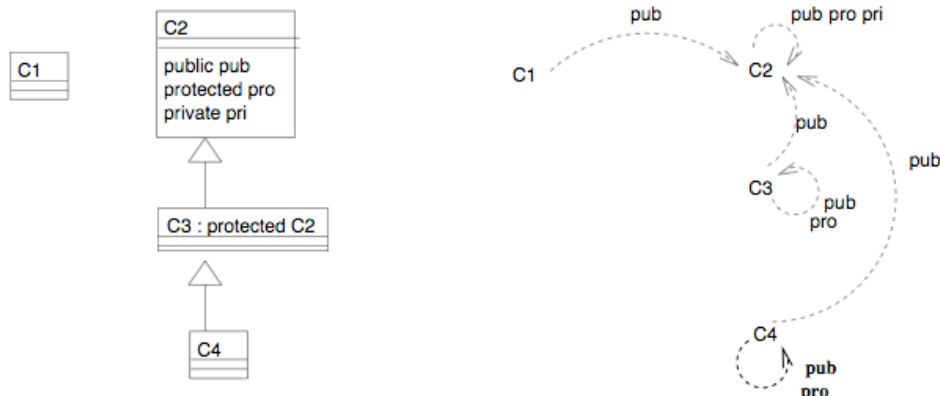 C1
C2
public pub
protected pro
private pri
C3 : protected C2
C4
pub
pub pro pri
C1
C2
pub
pub
C3
pub
pro
C4
pub
pro